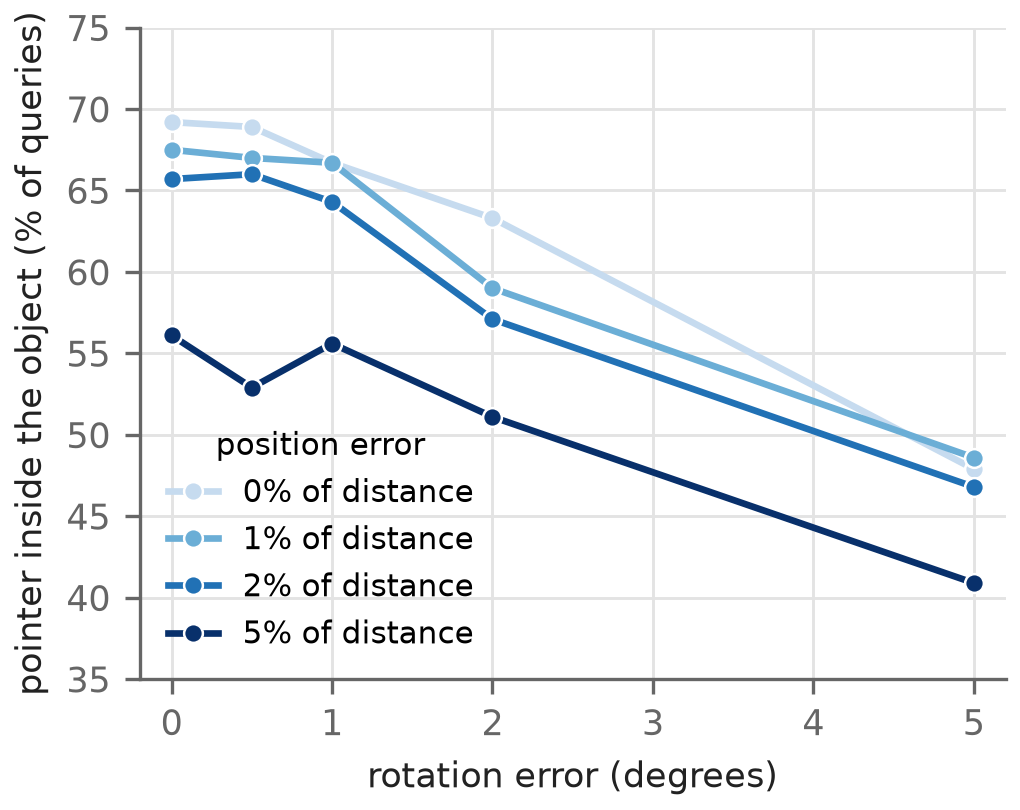 pointer inside the object (% of queries)
75
70
65
60
55
50
45
40
35
position error
0% of distance
1% of distance
2% of distance
5% of distance
0 1 2 3 4 5
rotation error (degrees)